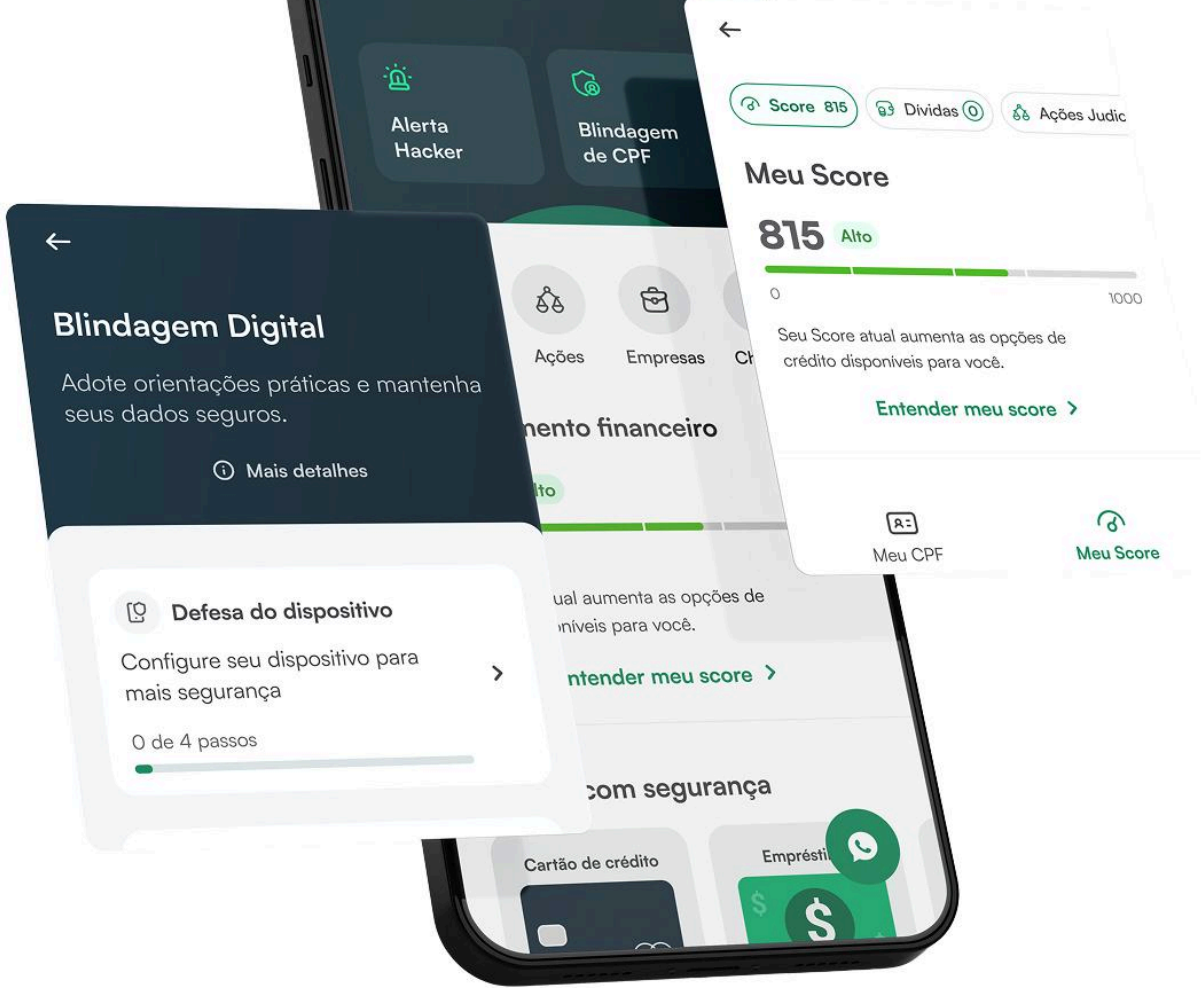 Alerta
Hacker
Blindagem
de CPF
Score 815
Dividas 0
Ações Judic
Meu Score
815 Alto
0
1000
Seu Score atual aumenta as opções de
crédito disponíveis para você.
Entender meu score
Meu CPF
Meu Score
Blindagem Digital
Adote orientações práticas e mantenha
seus dados seguros.
Mais detalhes
Defesa do dispositivo
Configure seu dispositivo para
mais segurança
0 de 4 passos
Ações
Empresas
Ch
mento financeiro
lto
ual aumenta as opções de
oníveis para você.
ntender meu score
com segurança
Cartão de crédito
Emprésti
$
$